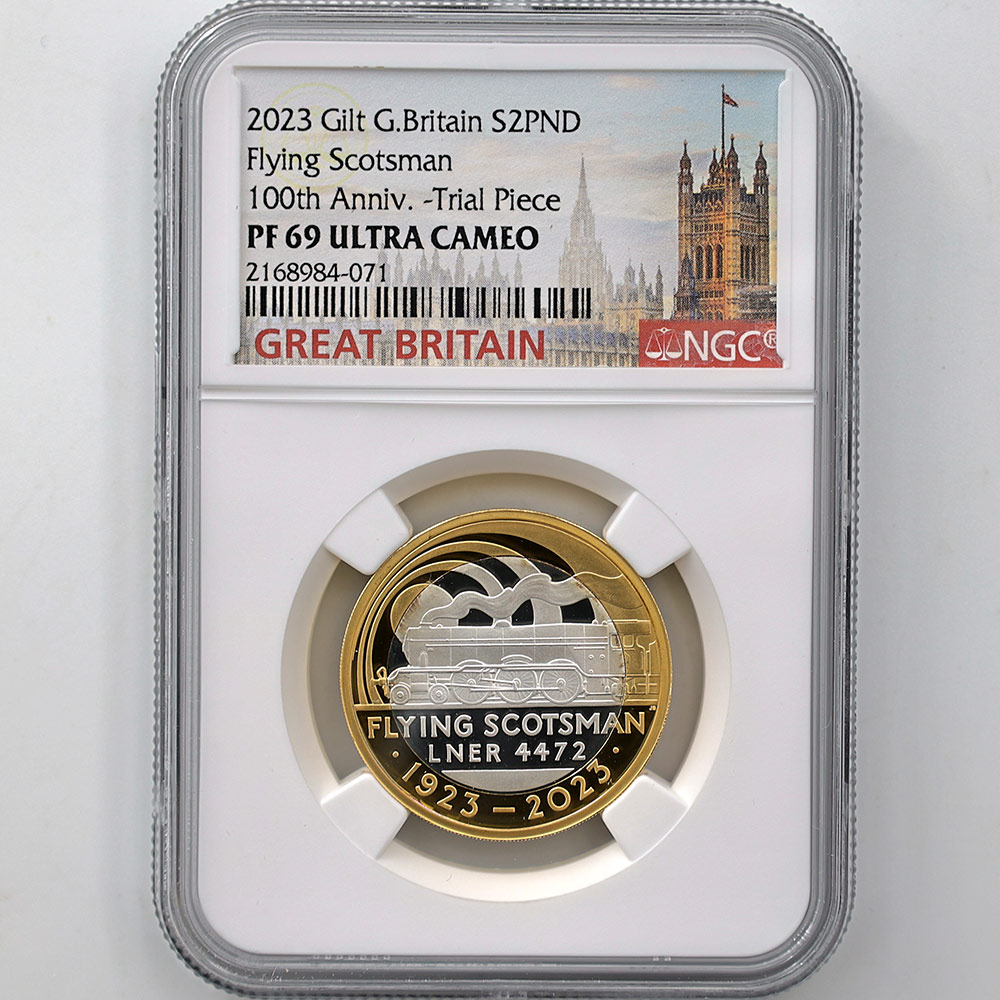 2023 Gilt G.Britain S2PND
Flying Scotsman
100th Anniv. -Trial Piece
PF 69 ULTRA CAMEO
2168984-071
GREAT BRITAIN
NGC®
FLYING SCOTSMAN
LNER 4472
· 1923 – 2023 ·